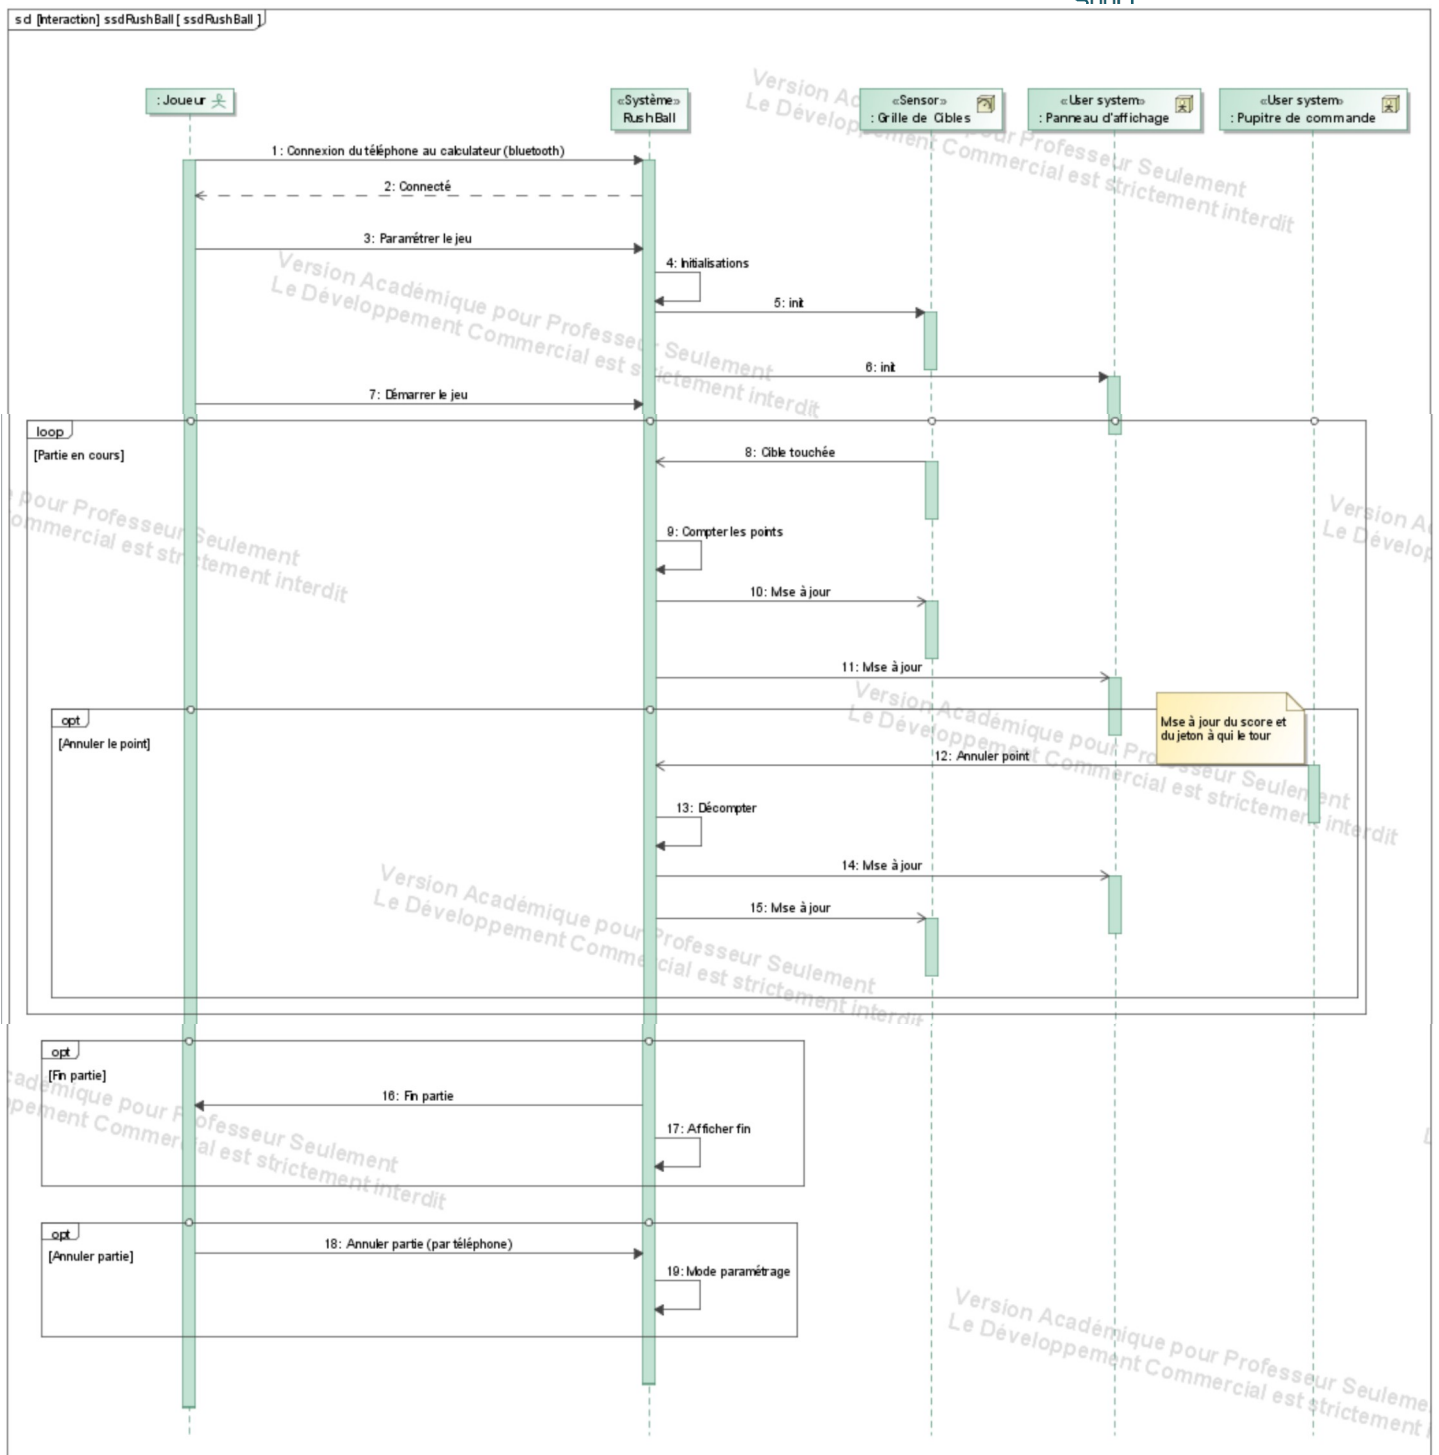 sd [Interaction] ssdRushBall [ ssdRushBall ]
: Joueur
«Système»
RushBall
«Sensor»
: Grille de Cibles
«User system»
: Panneau d'affichage
«User system»
: Pupitre de commande
1: Connexion du téléphone au calculateur (bluetooth)
2: Connecté
3: Paramétrer le jeu
4: Initialisations
5: init
6: init
7: Démarrer le jeu
loop
[Partie en cours]
8: Cible touchée
9: Compter les points
10: Mise à jour
11: Mise à jour
opt
[Annuler le point]
Mise à jour du score et
du jeton à qui le tour
12: Annuler point
13: Décompter
14: Mise à jour
15: Mise à jour
opt
[Fin partie]
16: Fin partie
17: Afficher fin
opt
[Annuler partie]
18: Annuler partie (par téléphone)
19: Mode paramétrage
Version Académique pour Professeur Seulement
Le Développement Commercial est strictement interdit